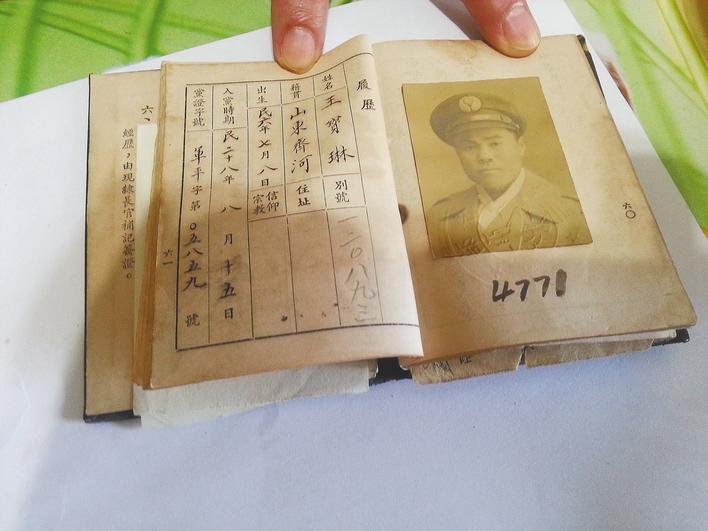 六〇
4771
履歷
姓名 王寶琳 別號 一二〇八九三
籍貫 山東齊河 住址
出生 民六年七月八日 信仰宗教
入黨時期 民二十八年八月十五日
黨證字號 軍平字第〇五八五九號
六一
六、
經歷，由現隸長官補記簽證。